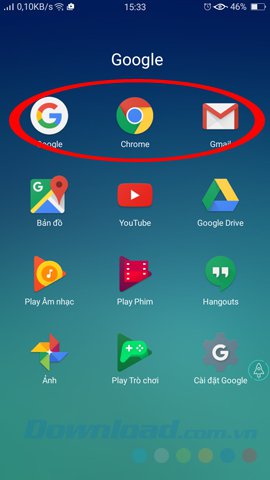 0,10KB/s 15:33 46%
Google
Google Chrome Gmail
Bản đồ YouTube Google Drive
Play Âm nhạc Play Phim Hangouts
Ảnh Play Trò chơi Cài đặt Google
Download.com.vn